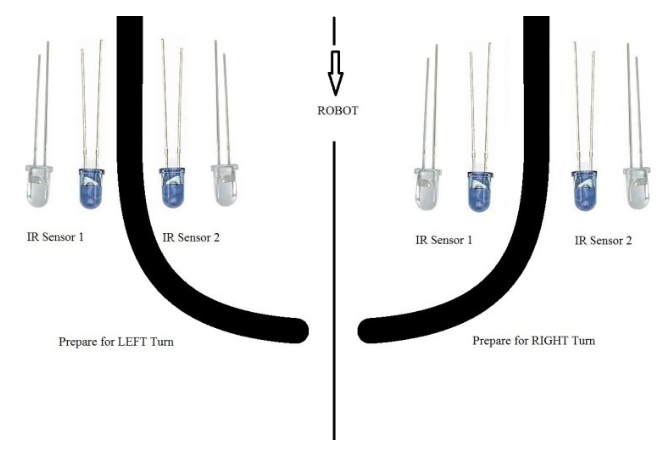 ROBOT
IR Sensor 1
IR Sensor 2
IR Sensor 1
IR Sensor 2
Prepare for LEFT Turn
Prepare for RIGHT Turn